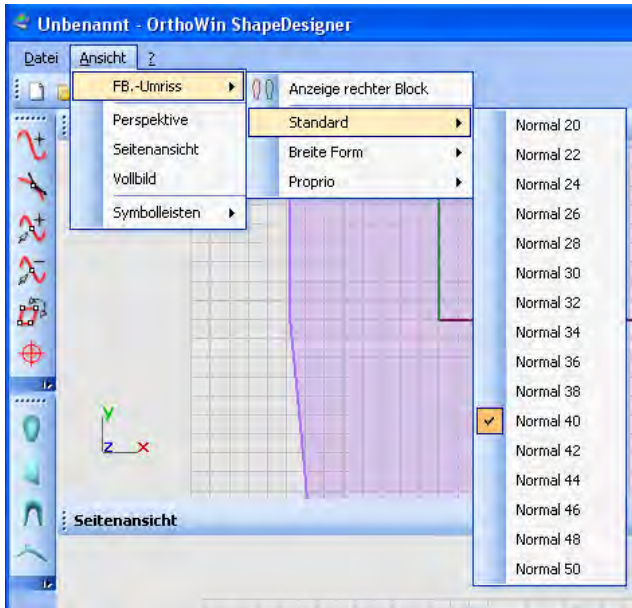 Unbenannt - OrthoWin ShapeDesigner
Datei Ansicht ?
FB.-Umriss
Perspektive
Seitenansicht
Vollbild
Symbolleisten
Anzeige rechter Block
Standard
Breite Form
Proprio
Normal 20
Normal 22
Normal 24
Normal 26
Normal 28
Normal 30
Normal 32
Normal 34
Normal 36
Normal 38
Normal 40
Normal 42
Normal 44
Normal 46
Normal 48
Normal 50
y
z x
Seitenansicht